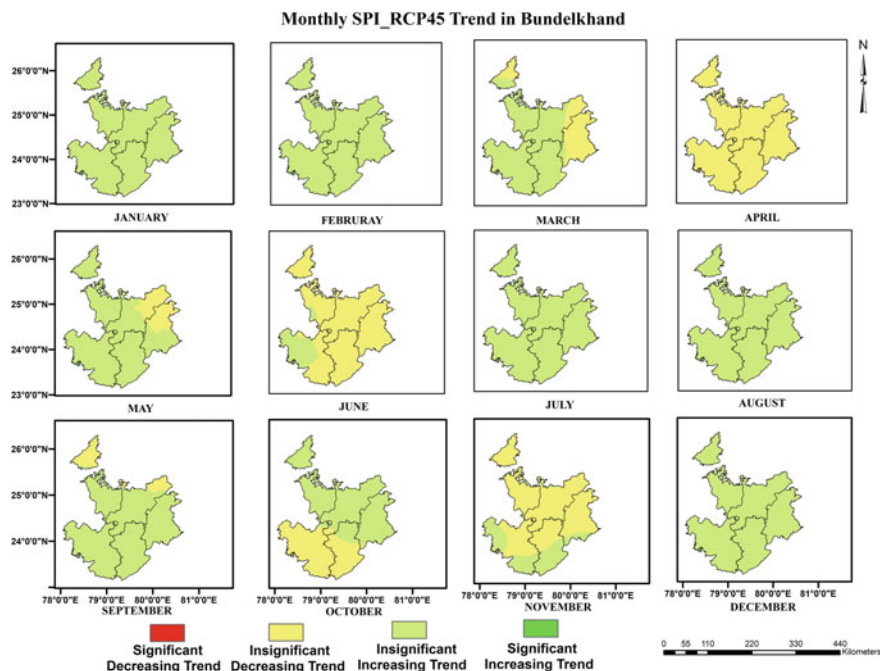 Monthly SPI_RCP45 Trend in Bundelkhand
N
26°0'0"N
25°0'0"N
24°0'0"N
23°0'0"N
JANUARY
FEBRURAY
MARCH
APRIL
26°0'0"N
25°0'0"N
24°0'0"N
23°0'0"N
MAY
JUNE
JULY
AUGUST
26°0'0"N
25°0'0"N
24°0'0"N
78°0'0"E 79°0'0"E 80°0'0"E 81°0'0"E
78°0'0"E 79°0'0"E 80°0'0"E 81°0'0"E
78°0'0"E 79°0'0"E 80°0'0"E 81°0'0"E
78°0'0"E 79°0'0"E 80°0'0"E 81°0'0"E
SEPTEMBER
OCTOBER
NOVEMBER
DECEMBER
Significant
Decreasing Trend
Insignificant
Decreasing Trend
Insignificant
Increasing Trend
Significant
Increasing Trend
0 55 110 220 330 440
Kilometers